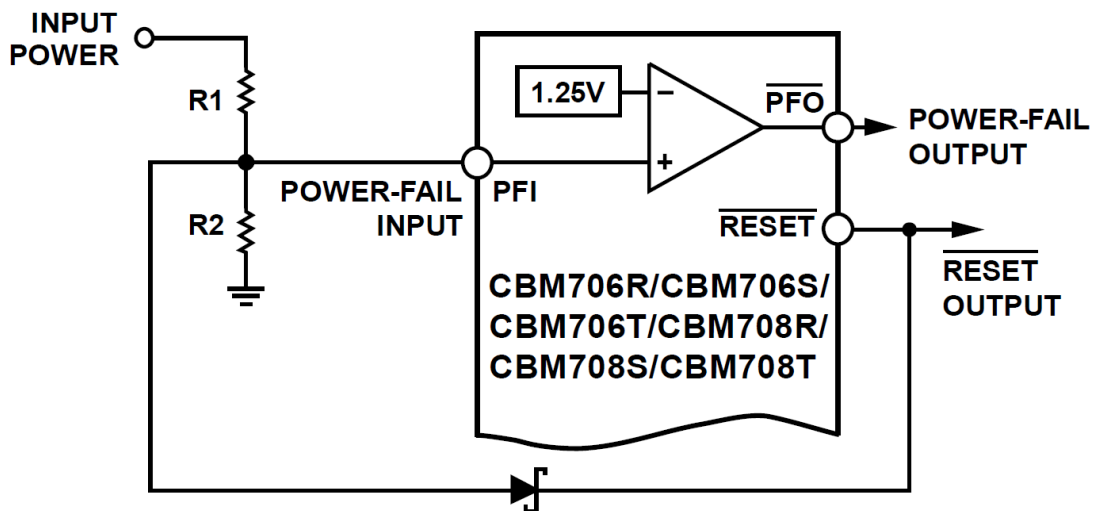 INPUT
POWER
R1
R2
POWER-FAIL
INPUT
PFI
1.25V
−
+
PFO
POWER-FAIL
OUTPUT
RESET
RESET
OUTPUT
CBM706R/CBM706S/
CBM706T/CBM708R/
CBM708S/CBM708T